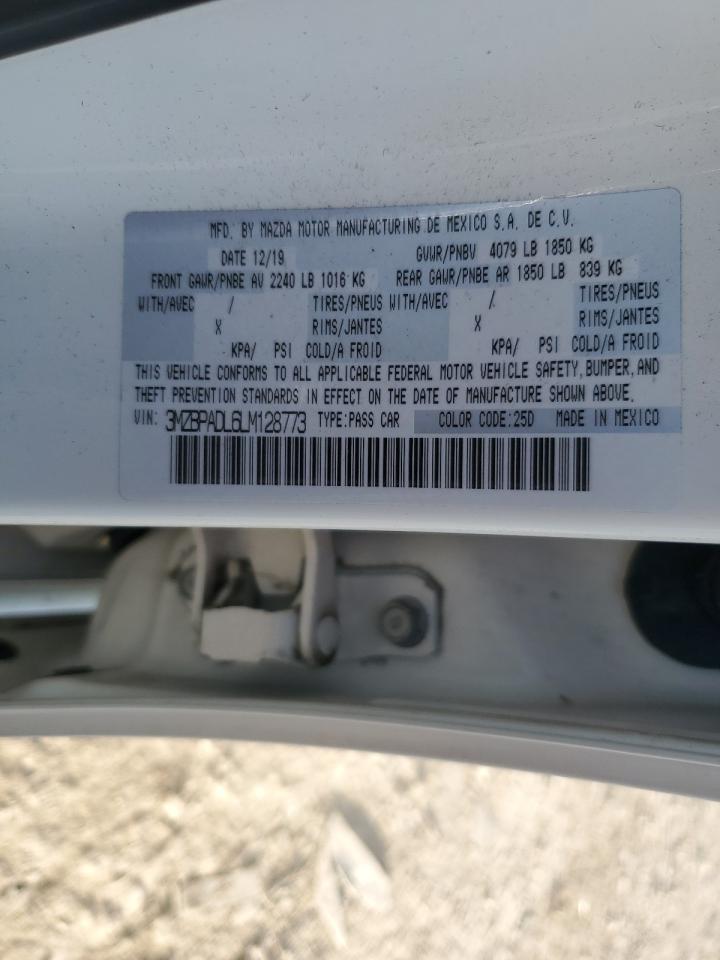 MFD. BY MAZDA MOTOR MANUFACTURING DE MEXICO S.A. DE C.V.
DATE 12/19 GVWR/PNBV 4079 LB 1850 KG
FRONT GAWR/PNBE AV 2240 LB 1016 KG REAR GAWR/PNBE AR 1850 LB 839 KG
WITH/AVEC / TIRES/PNEUS WITH/AVEC / TIRES/PNEUS
X RIMS/JANTES X RIMS/JANTES
KPA/ PSI COLD/A FROID KPA/ PSI COLD/A FROID
THIS VEHICLE CONFORMS TO ALL APPLICABLE FEDERAL MOTOR VEHICLE SAFETY, BUMPER, AND
THEFT PREVENTION STANDARDS IN EFFECT ON THE DATE OF MANUFACTURE SHOWN ABOVE.
VIN: 3MZBPADL6LM128773 TYPE:PASS CAR COLOR CODE:25D MADE IN MEXICO